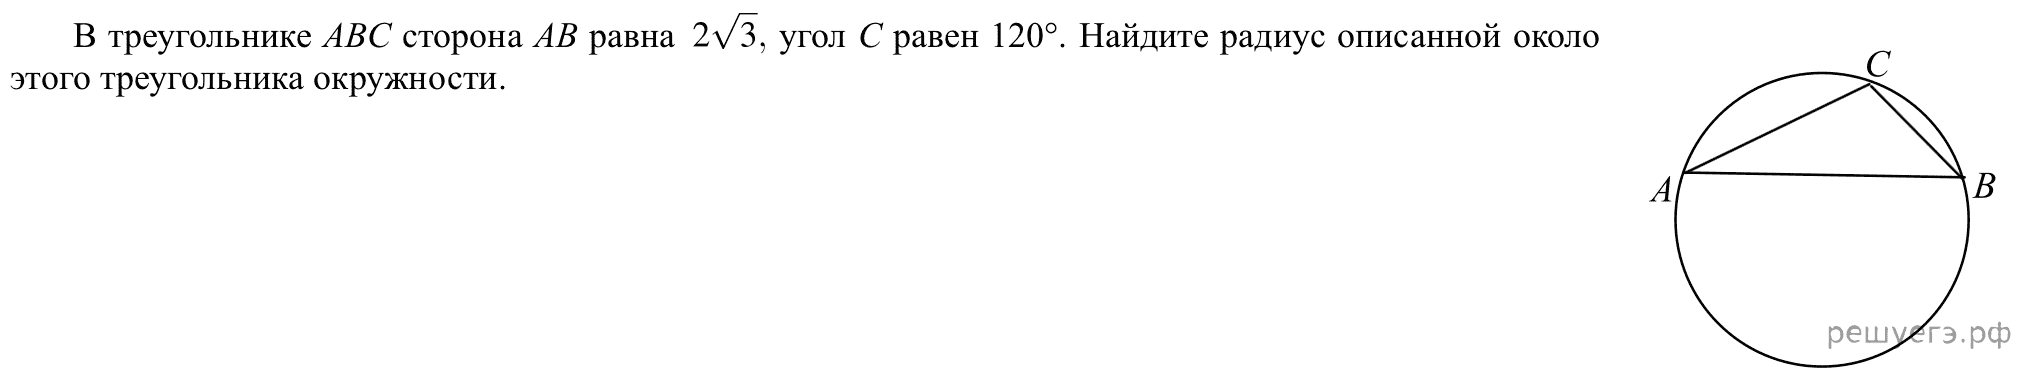 В треугольнике ABC сторона AB равна 2√3, угол C равен 120°. Найдите радиус описанной около
этого треугольника окружности.
C
A
B
решуегэ.рф